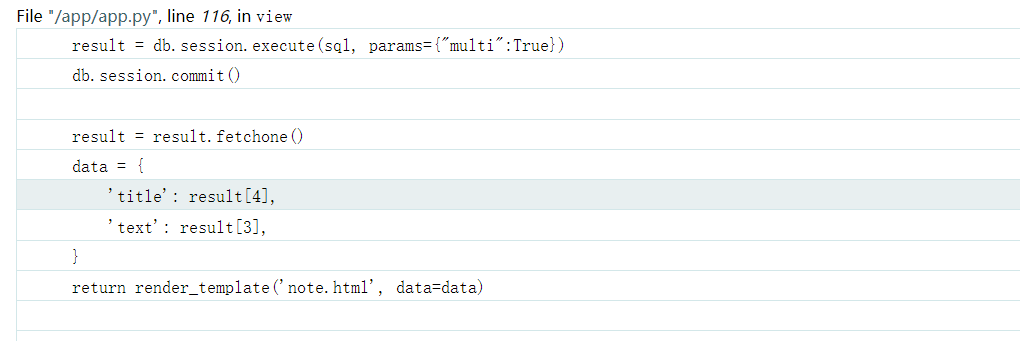 File "/app/app.py", line 116, in view
result = db.session.execute(sql, params={"multi":True})
db.session.commit()
result = result.fetchone()
data = {
'title': result[4],
'text': result[3],
}
return render_template('note.html', data=data)